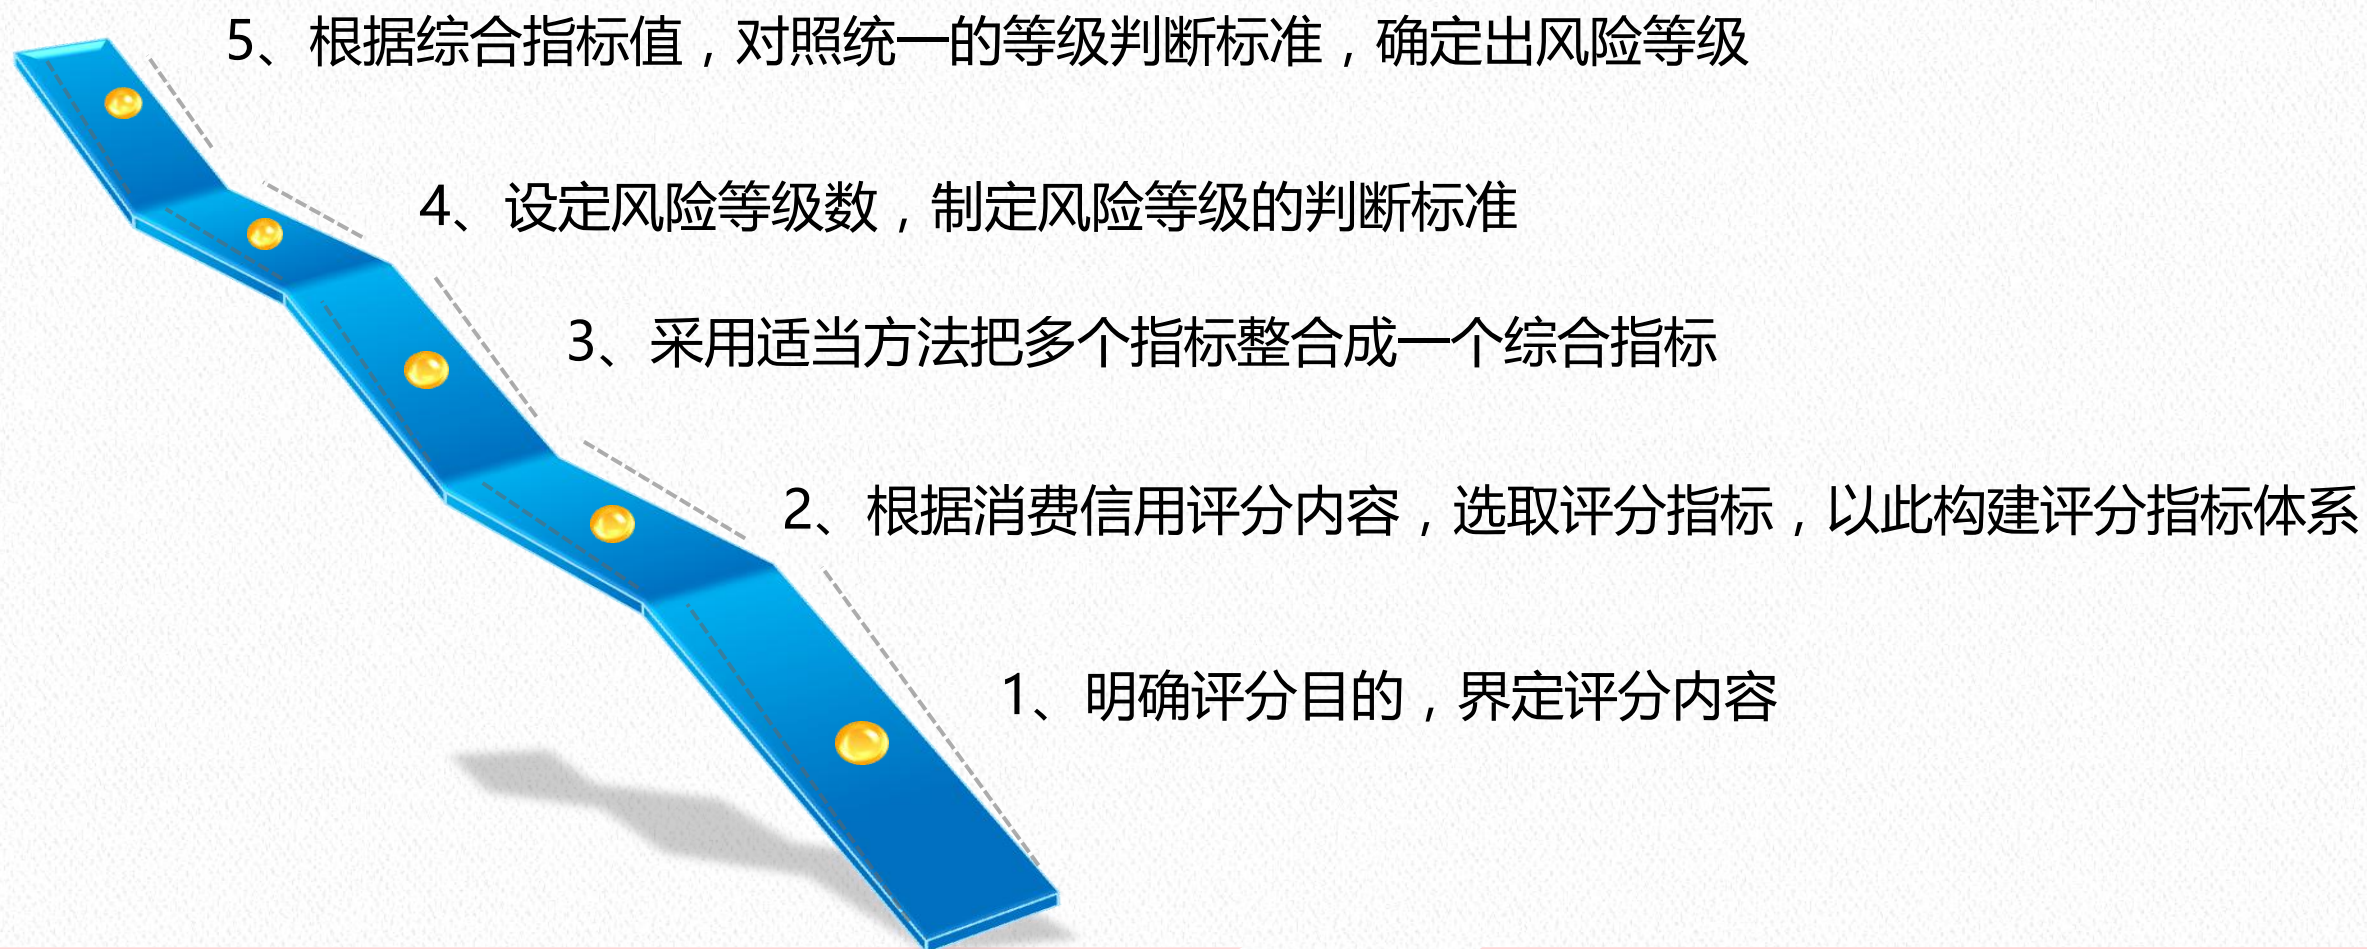 5、根据综合指标值，对照统一的等级判断标准，确定出风险等级
4、设定风险等级数，制定风险等级的判断标准
3、采用适当方法把多个指标整合成一个综合指标
2、根据消费信用评分内容，选取评分指标，以此构建评分指标体系
1、明确评分目的，界定评分内容